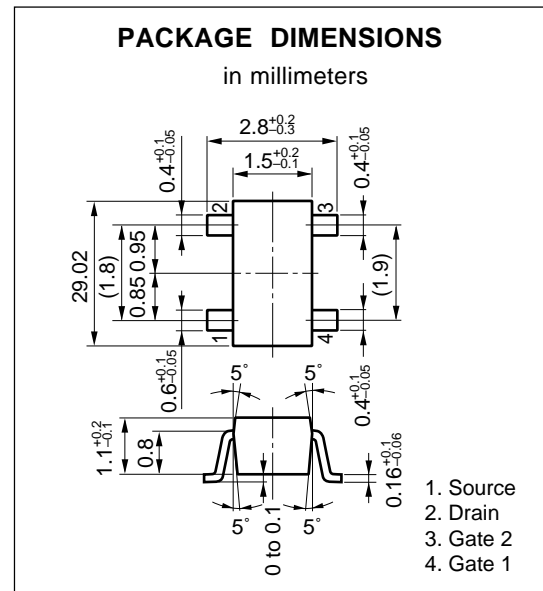 PACKAGE DIMENSIONS
in millimeters
2.8 +0.2 −0.3
1.5 +0.2 −0.1
0.4 +0.1 −0.05
0.4 +0.1 −0.05
2
3
29.02
(1.8)
0.95
0.85
(1.9)
1
4
0.6 +0.1 −0.05
0.4 +0.1 −0.05
5°
5°
1.1 +0.2 −0.1
0.8
0.16 +0.1 −0.06
5°
5°
0 to 0.1
1. Source
2. Drain
3. Gate 2
4. Gate 1